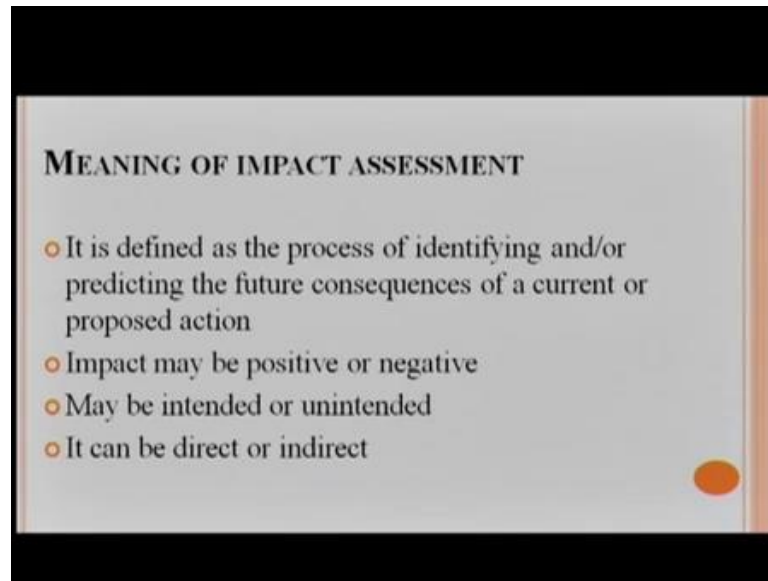 MEANING OF IMPACT ASSESSMENT
It is defined as the process of identifying and/or
predicting the future consequences of a current or
proposed action
Impact may be positive or negative
May be intended or unintended
It can be direct or indirect